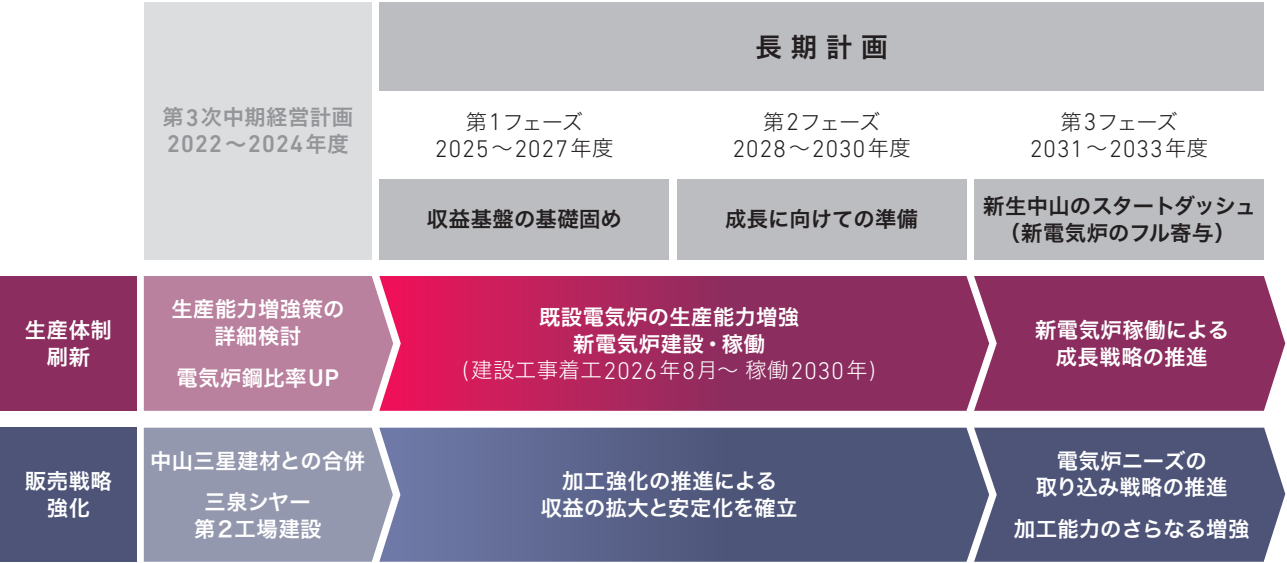 長期計画
第3次中期経営計画
2022～2024年度
第1フェーズ
2025～2027年度
第2フェーズ
2028～2030年度
第3フェーズ
2031～2033年度
収益基盤の基礎固め
成長に向けての準備
新生中山のスタートダッシュ
（新電気炉のフル寄与）
生産体制
刷新
生産能力増強策の
詳細検討
電気炉鋼比率UP
既設電気炉の生産能力増強
新電気炉建設・稼働
（建設工事着工2026年8月～ 稼働2030年）
新電気炉稼働による
成長戦略の推進
販売戦略
強化
中山三星建材との合併
三泉シヤー
第2工場建設
加工強化の推進による
収益の拡大と安定化を確立
電気炉ニーズの
取り込み戦略の推進
加工能力のさらなる増強